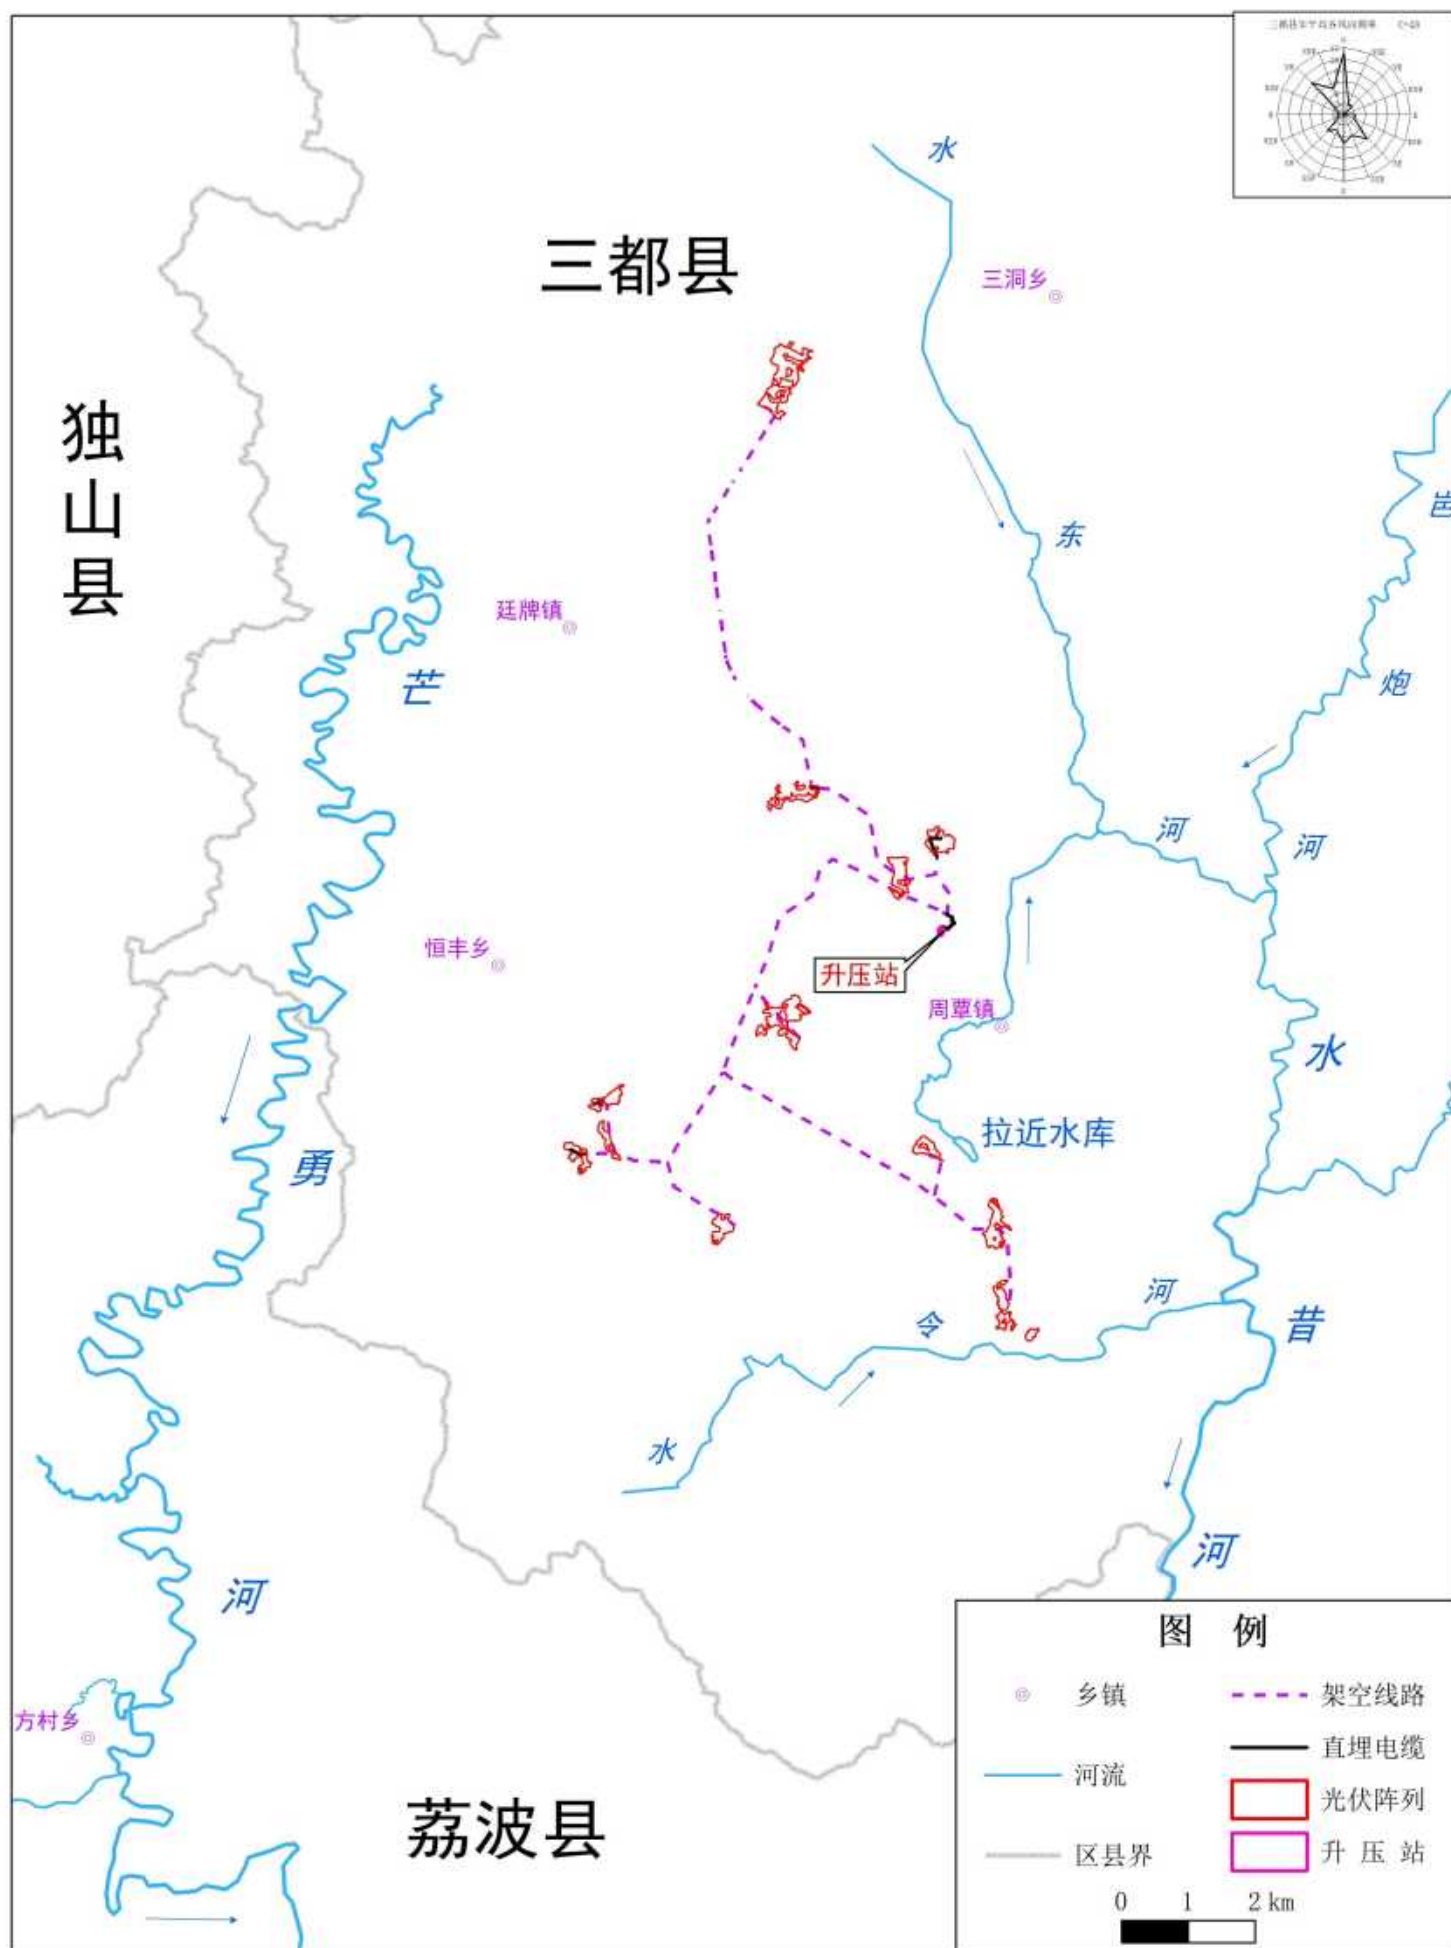 三都县
独山县
荔波县
水
东
河
三洞乡
岜
炮
河
廷牌镇
芒
勇
河
恒丰乡
升压站
周覃镇
拉近水库
水
昔
河
水
令
河
方村乡
图 例
乡镇
河流
区县界
架空线路
直埋电缆
光伏阵列
升 压 站
0 1 2 km